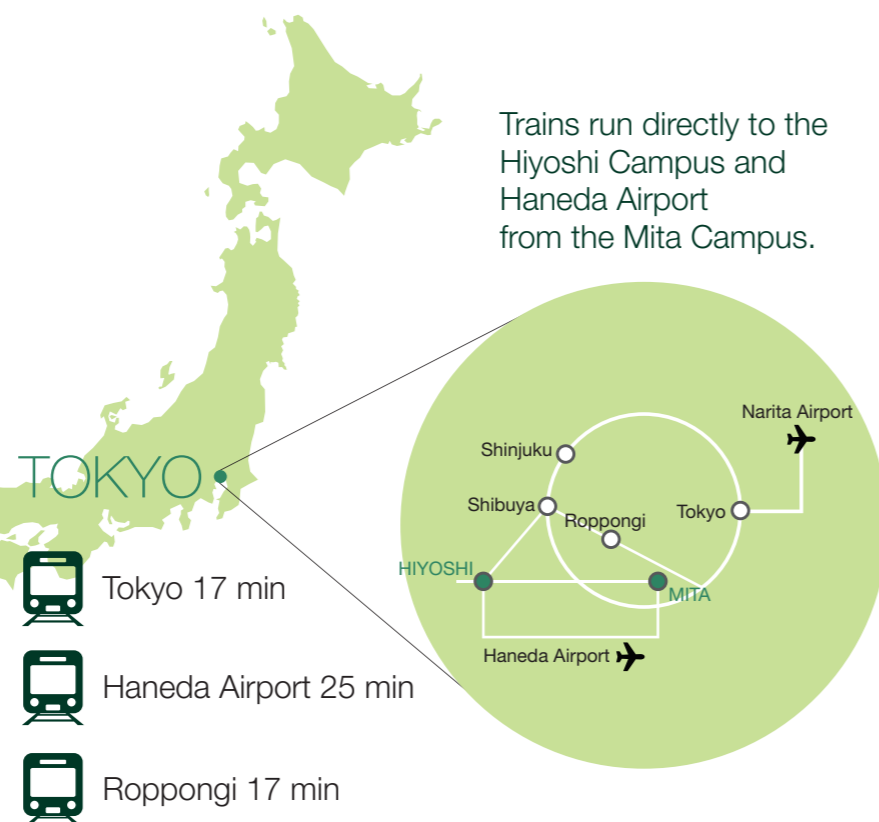 Trains run directly to the
Hiyoshi Campus and
Haneda Airport
from the Mita Campus.
Narita Airport
Shinjuku
Shibuya
Roppongi
Tokyo
HIYOSHI
MITA
Haneda Airport
TOKYO
Tokyo 17 min
Haneda Airport 25 min
Roppongi 17 min